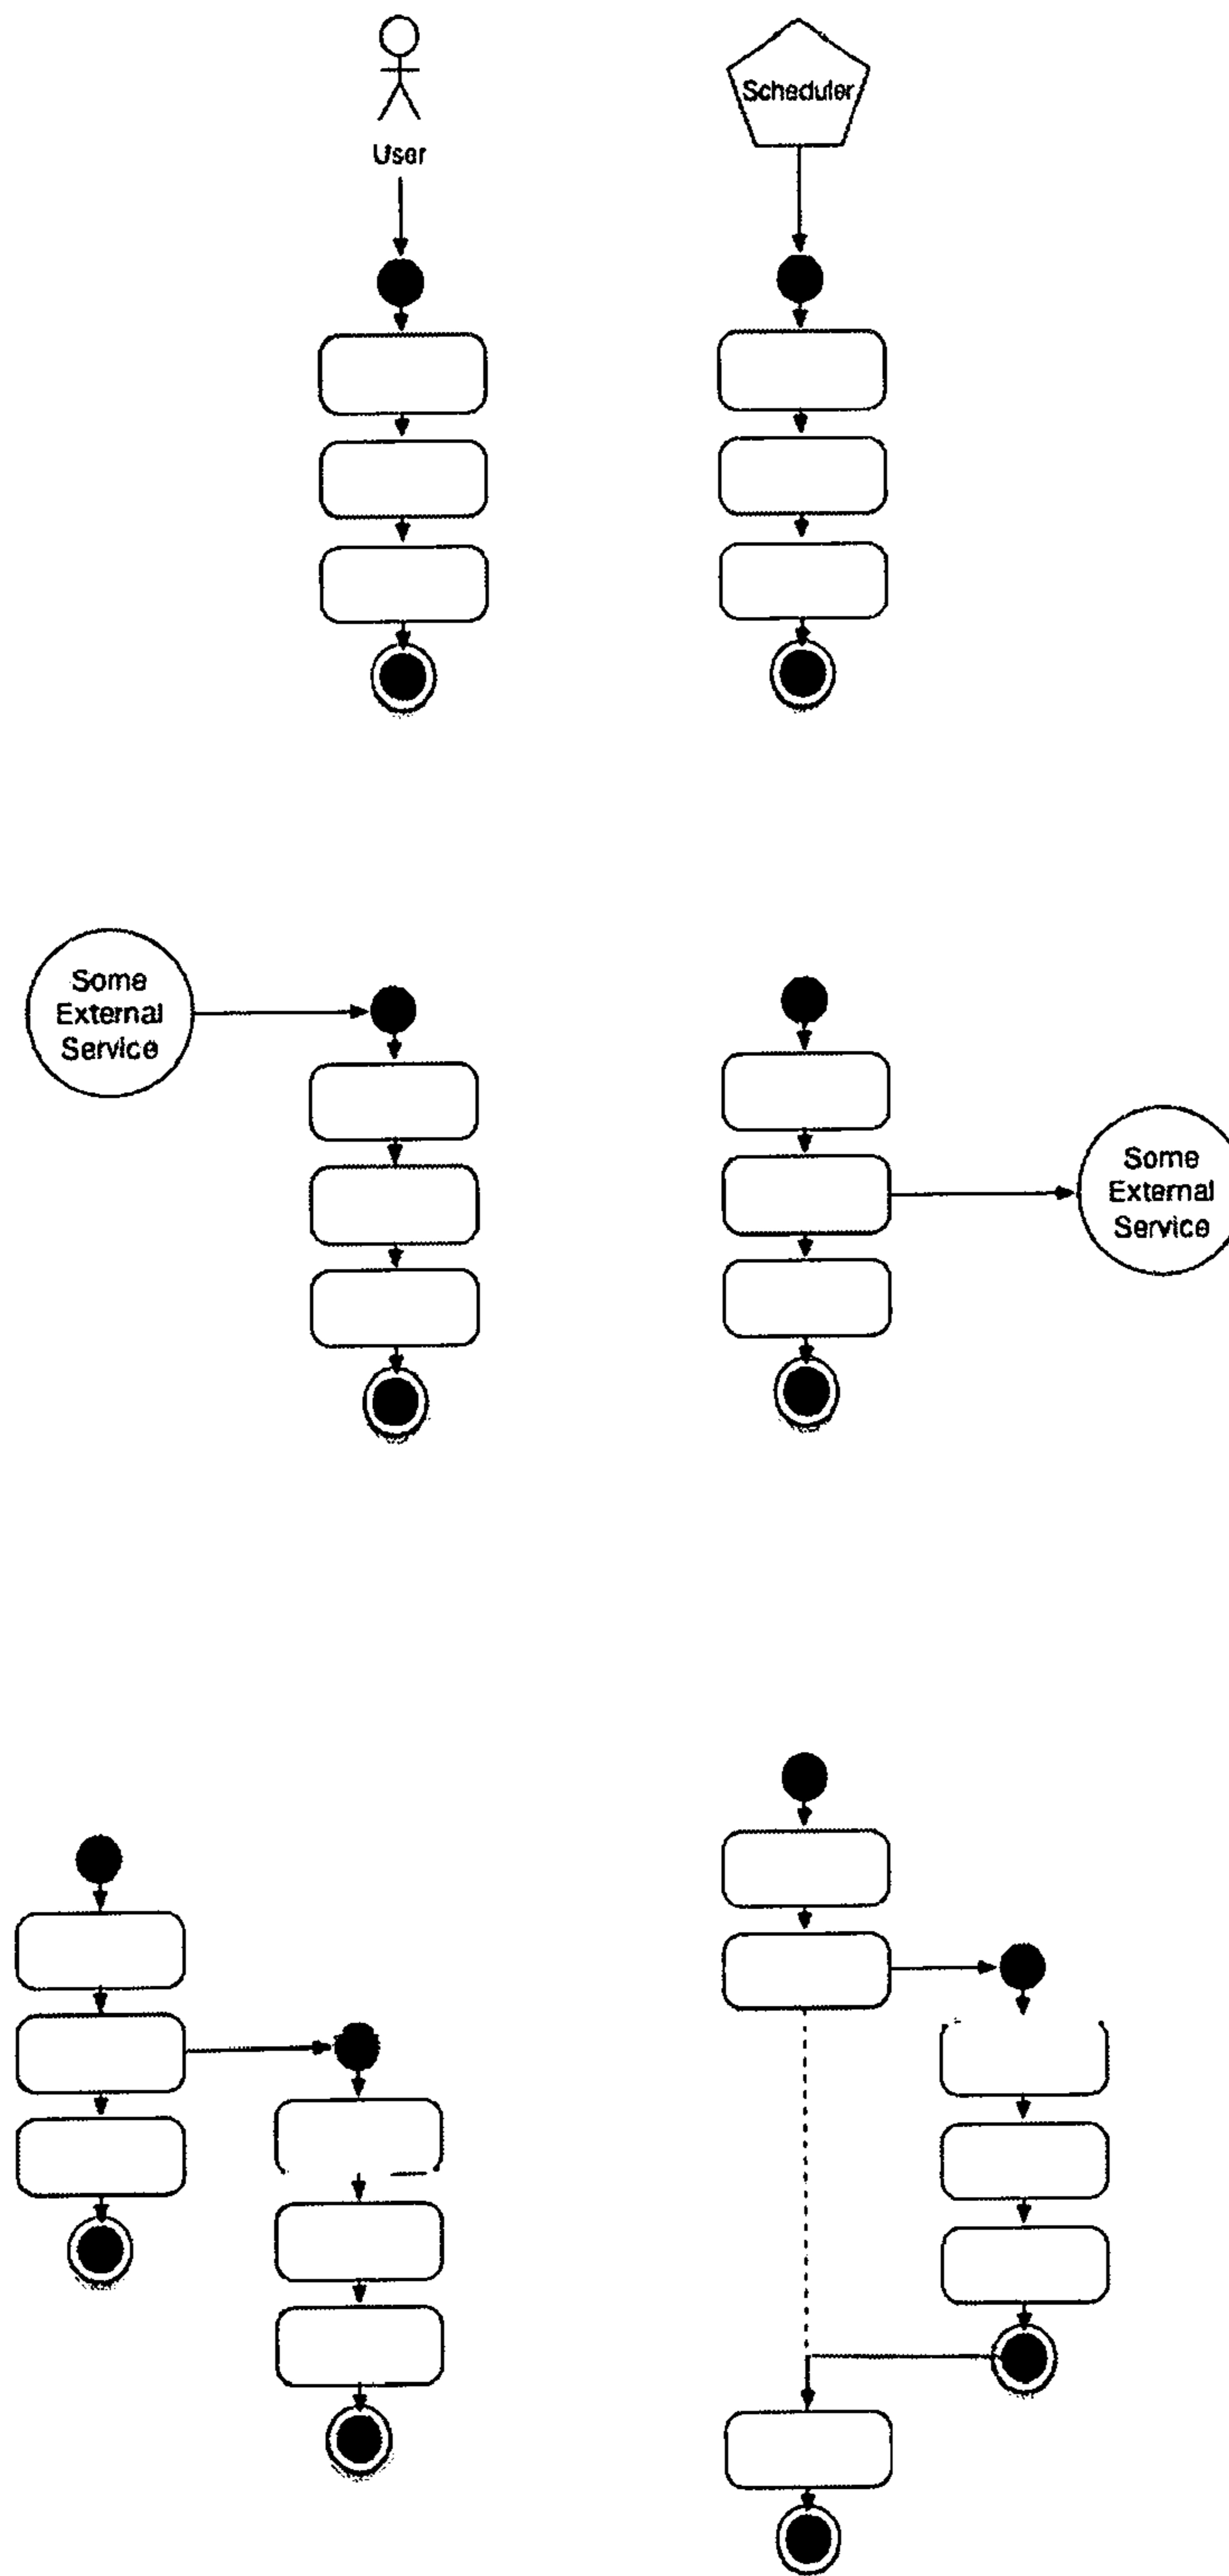 User
Scheduler
Some
External
Service
Some
External
Service